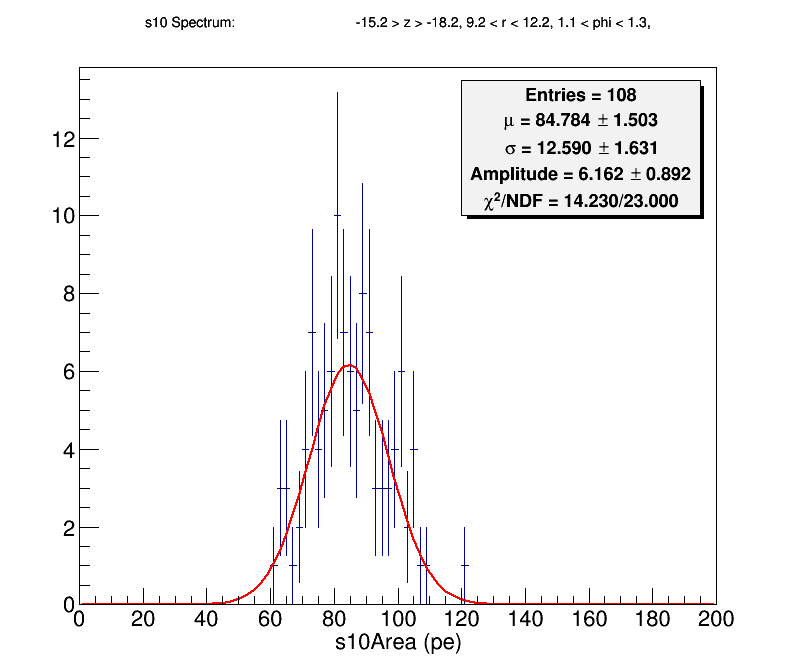 s10 Spectrum: -15.2 > z > -18.2, 9.2 < r < 12.2, 1.1 < phi < 1.3,
Entries = 108
μ = 84.784 ± 1.503
σ = 12.590 ± 1.631
Amplitude = 6.162 ± 0.892
χ²/NDF = 14.230/23.000
12
10
8
6
4
2
0
0 20 40 60 80 100 120 140 160 180 200
s10Area (pe)